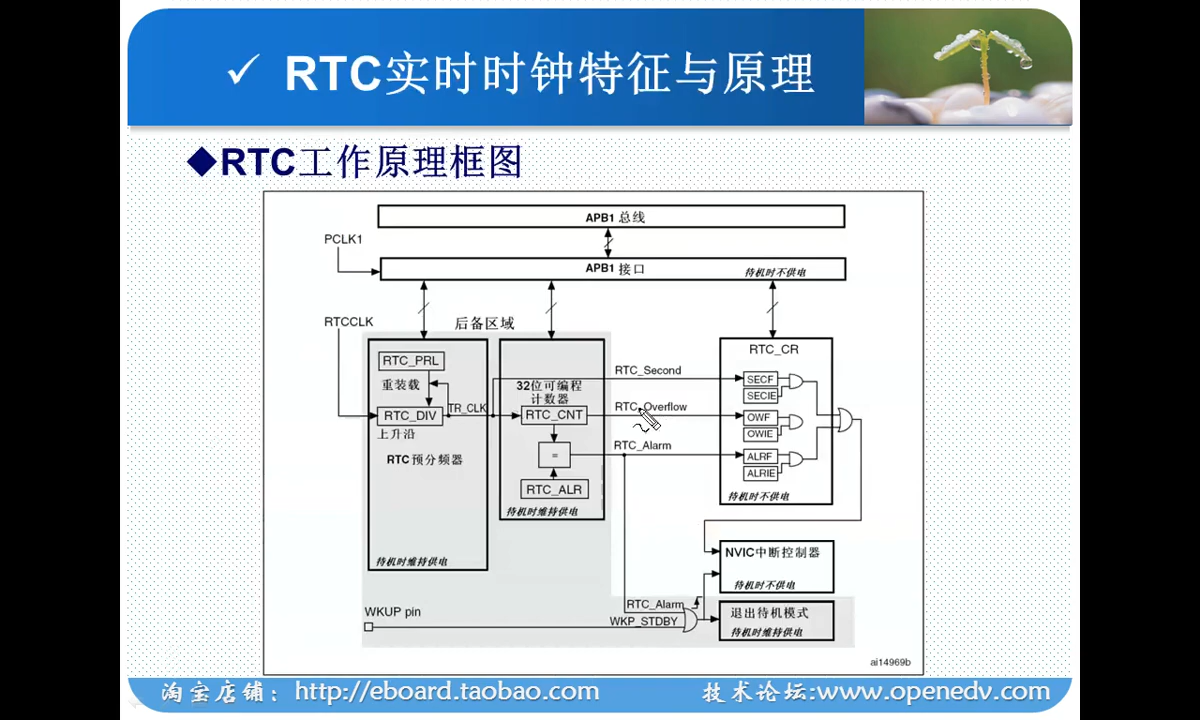 ✓ RTC实时时钟特征与原理
◆RTC工作原理框图
APB1 总线
PCLK1
APB1 接口
待机时不供电
RTCCLK
后备区域
RTC_CR
RTC_PRL
重装载
RTC_DIV
上升沿
RTC预分频器
待机时维持供电
TR_CLK
32位可编程
计数器
RTC_CNT
=
RTC_ALR
待机时维持供电
RTC_Second
RTC_Overflow
RTC_Alarm
SECF
SECIE
OWF
OWIE
ALRF
ALRIE
待机时不供电
NVIC中断控制器
待机时不供电
WKUP pin
RTC_Alarm
WKP_STDBY
退出待机模式
待机时维持供电
ai14969b
淘宝店铺：http://eboard.taobao.com
技术论坛:www.openedv.com